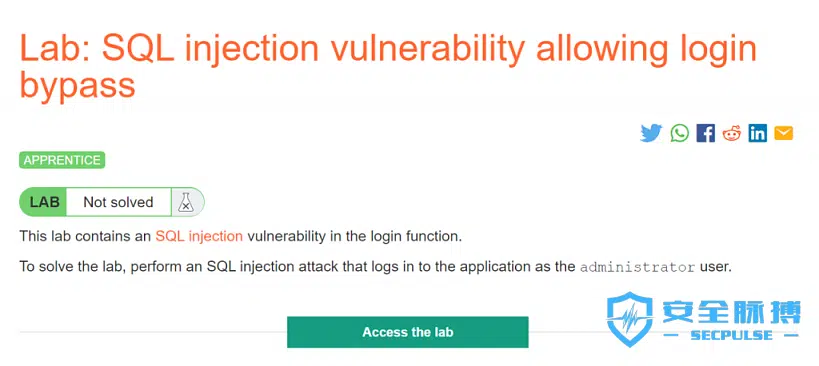 Lab: SQL injection vulnerability allowing login
bypass
APPRENTICE
LAB Not solved
This lab contains an SQL injection vulnerability in the login function.
To solve the lab, perform an SQL injection attack that logs in to the application as the administrator user.
Access the lab
安全脉搏
SECPULSE